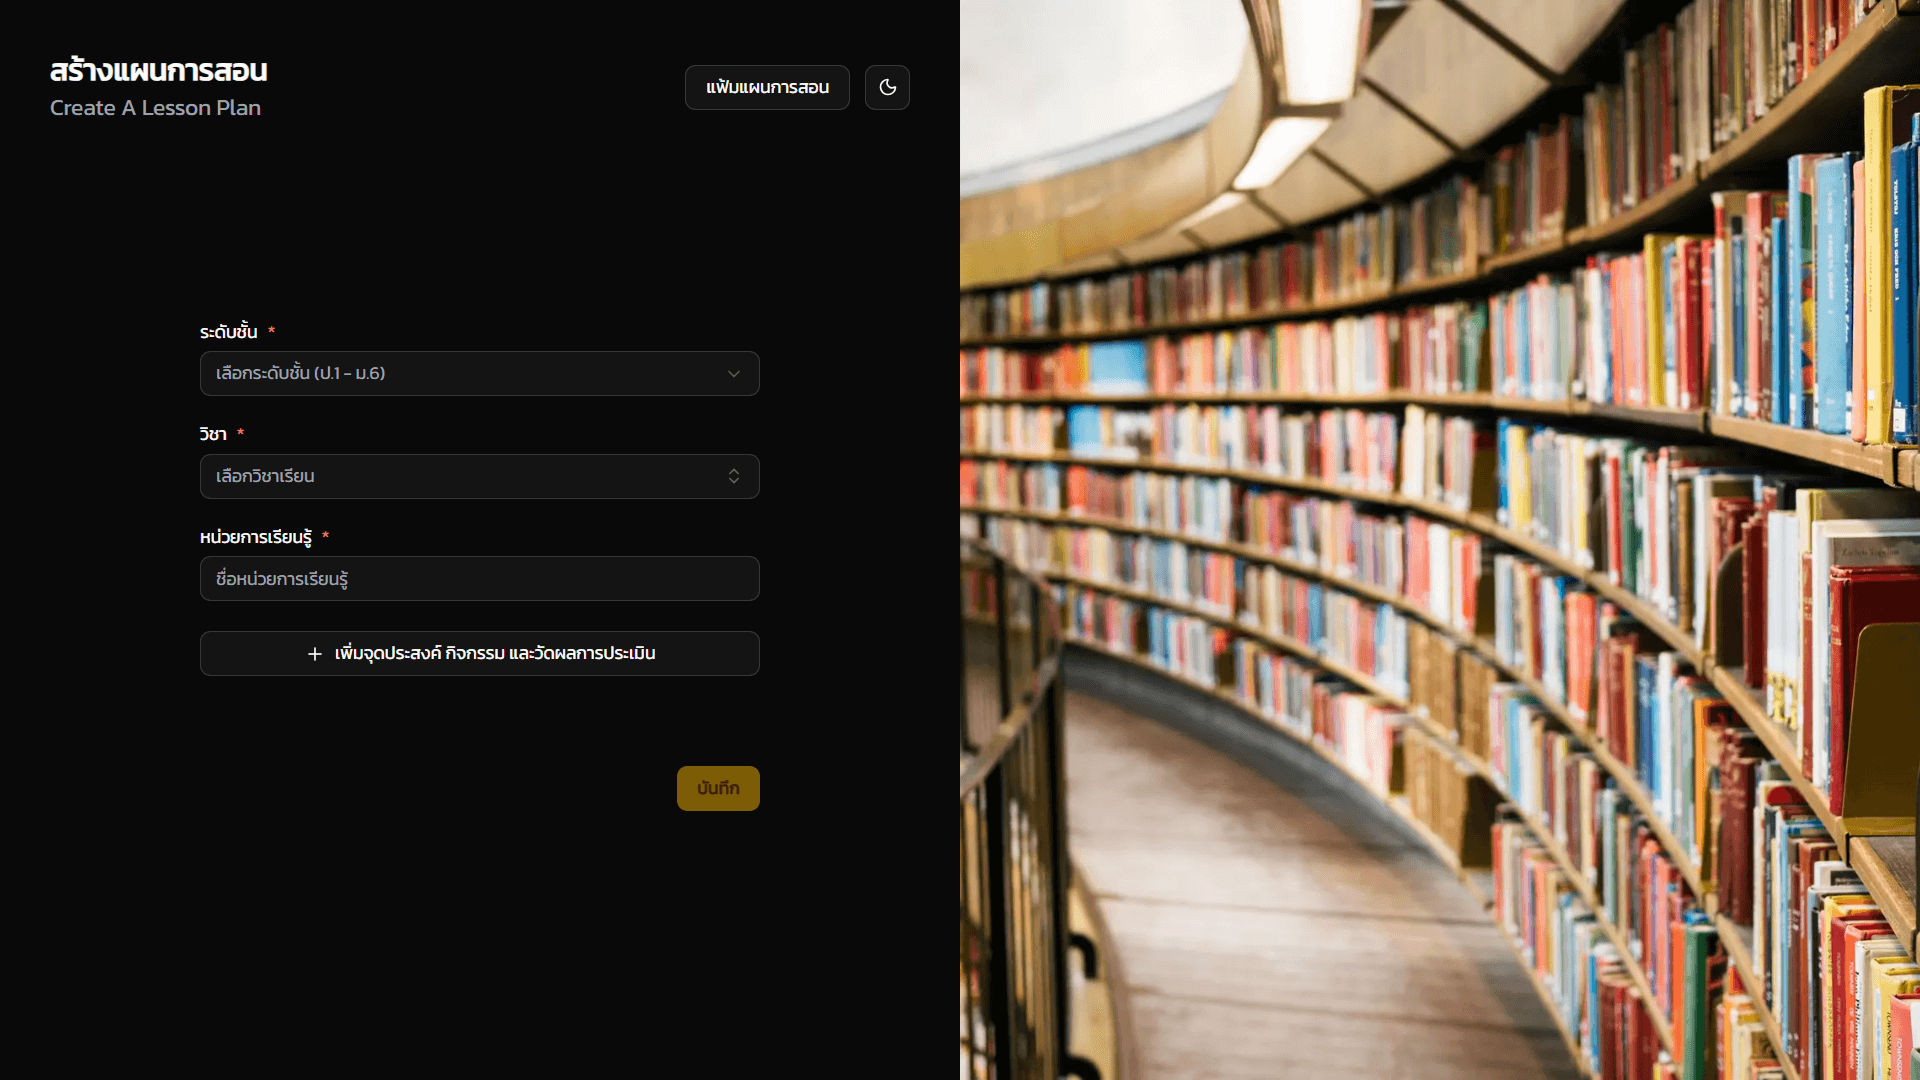 สร้างแผนการสอน
Create A Lesson Plan
แฟ้มแผนการสอน
ระดับชั้น *
เลือกระดับชั้น (ป.1 - ม.6)
วิชา *
เลือกวิชาเรียน
หน่วยการเรียนรู้ *
ชื่อหน่วยการเรียนรู้
+ เพิ่มจุดประสงค์ กิจกรรม และวัดผลการประเมิน
บันทึก